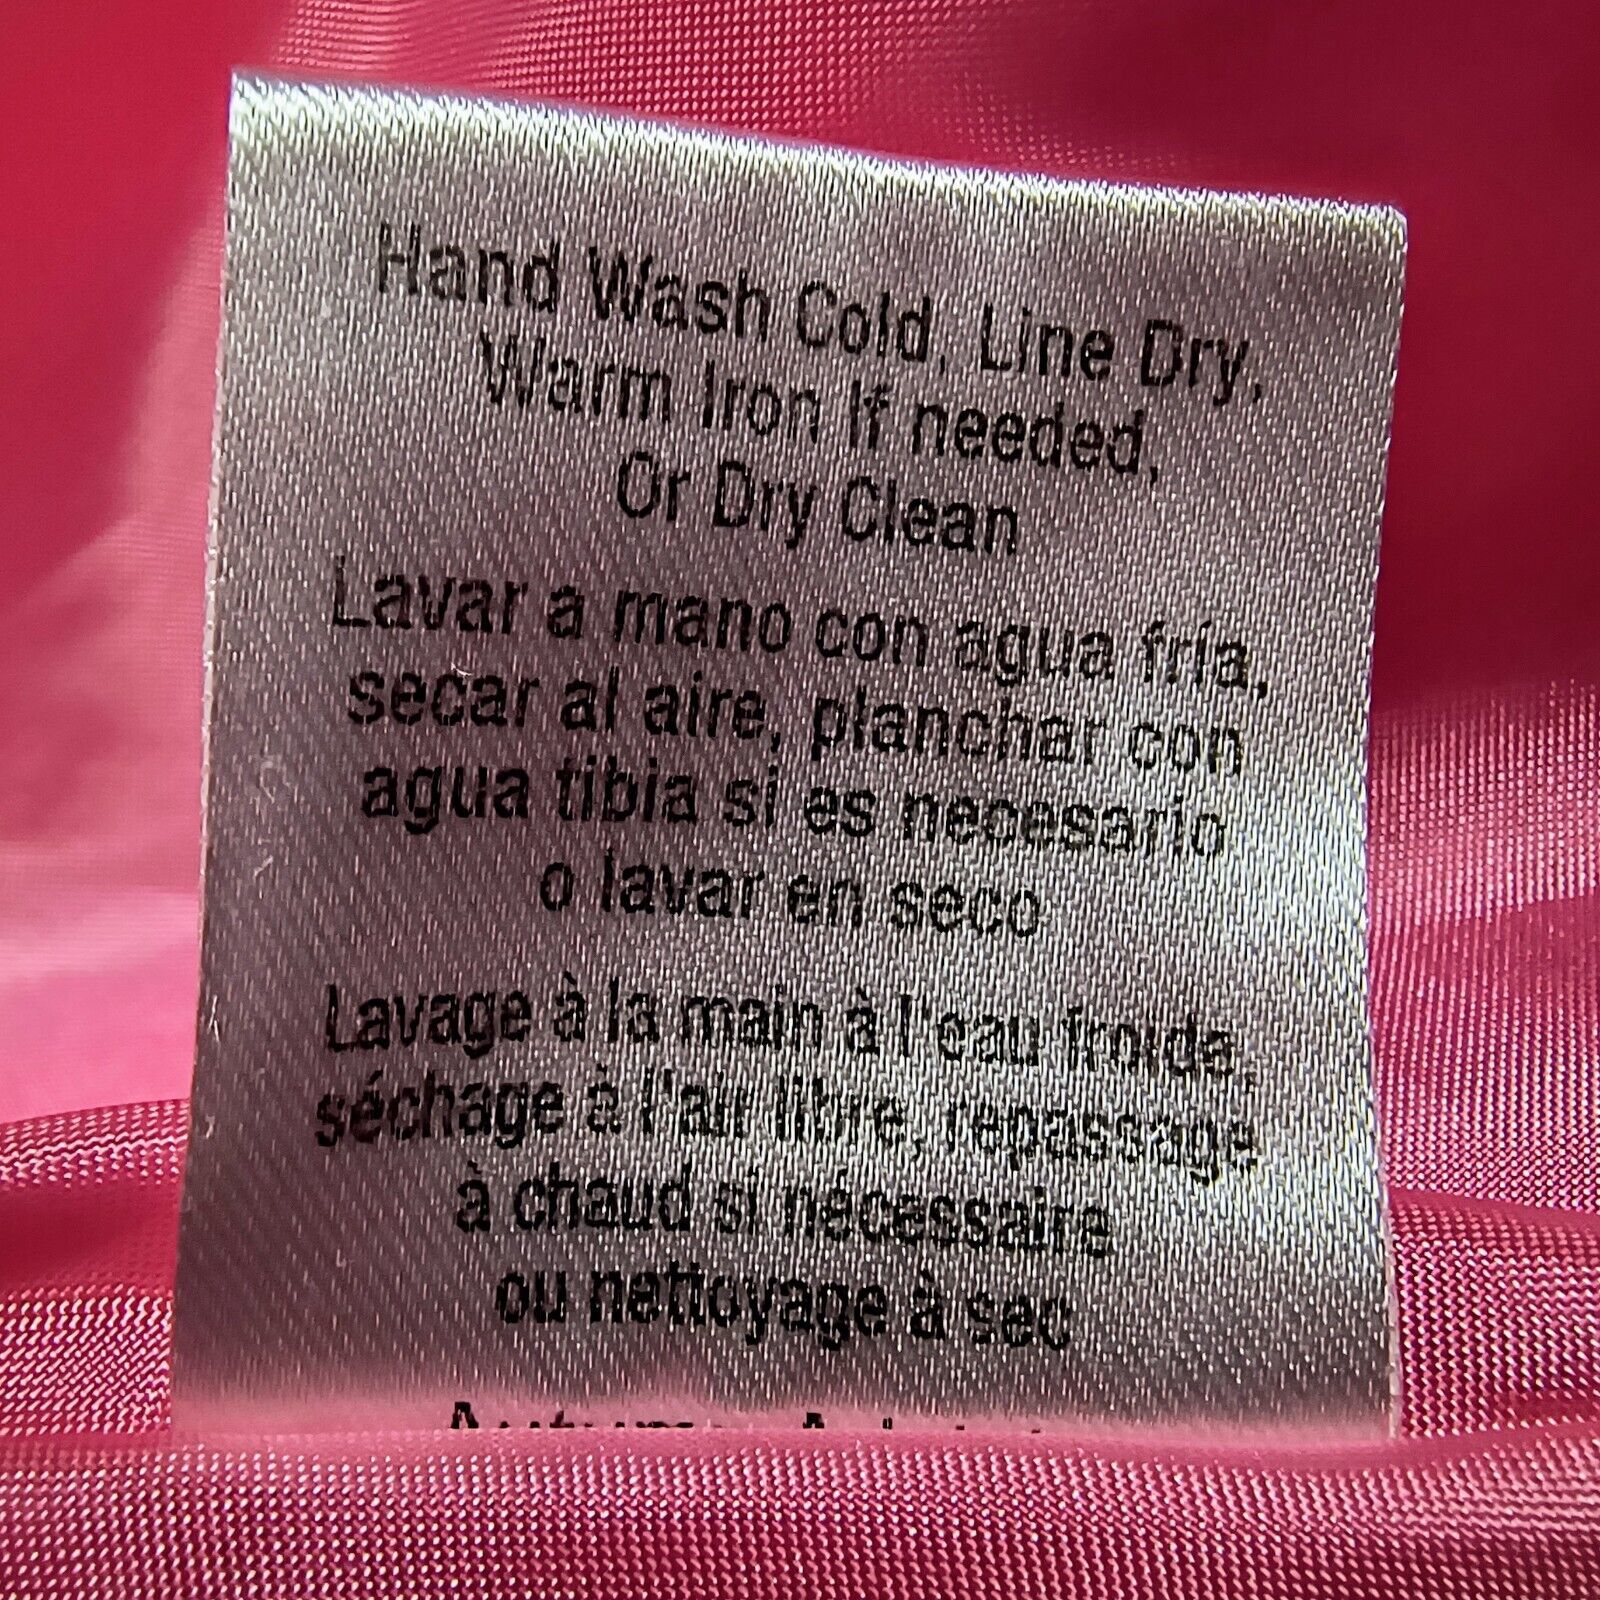 Hand Wash Cold, Line Dry,
Warm Iron If needed,
Or Dry Clean
Lavar a mano con agua fría,
secar al aire, planchar con
agua tibia si es necesario
o lavar en seco
Lavage à la main à l'eau froide,
séchage à l'air libre, repassage
à chaud si nécessaire
ou nettoyage à sec